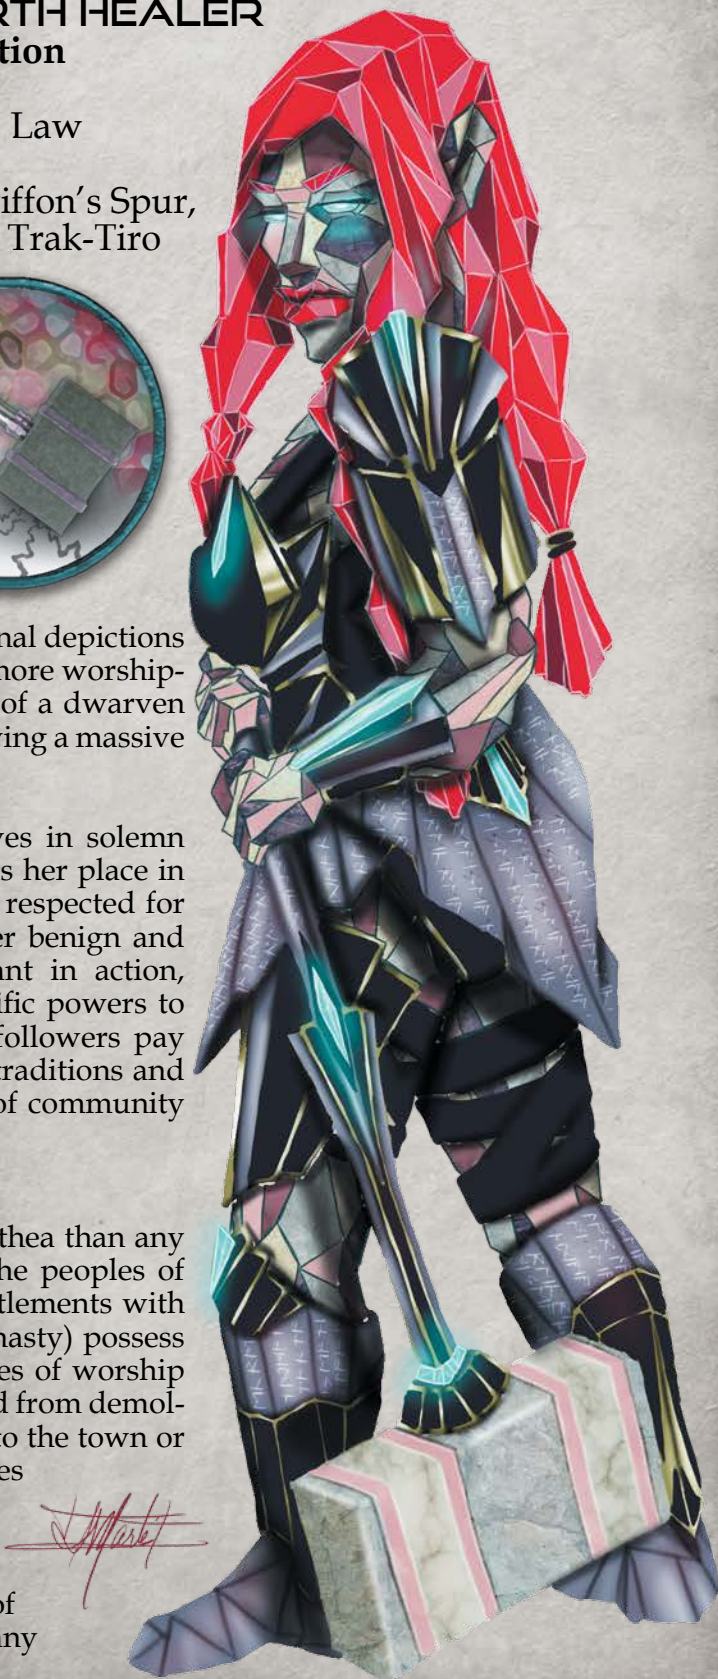 RTH HEALER
tion
Law
iffon's Spur,
Trak-Tiro
nal depictions
more worship-
of a dwarven
ving a massive
ves in solemn
s her place in
respected for
er benign and
ant in action,
ific powers to
followers pay
traditions and
of community
thea than any
he peoples of
tlements with
nasty) possess
es of worship
d from demol-
to the town or
es
of
any